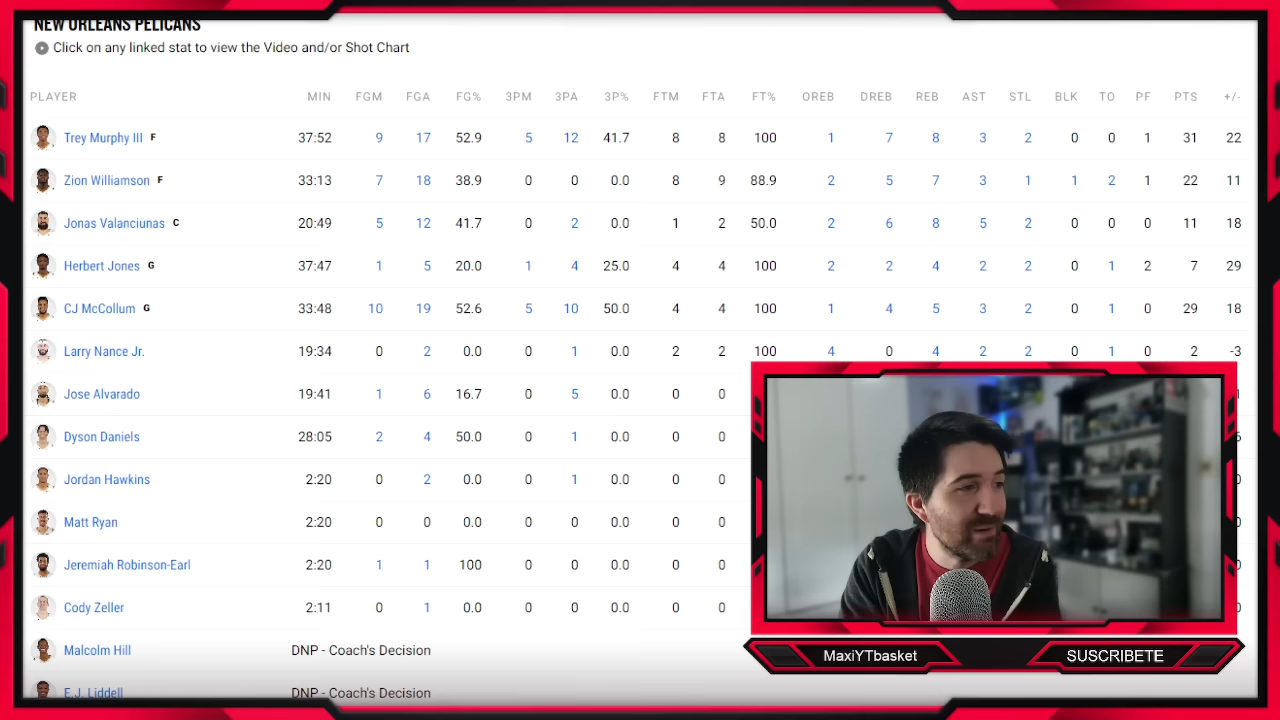 NEW ORLEANS PELICANS
Click on any linked stat to view the Video and/or Shot Chart
PLAYER MIN FGM FGA FG% 3PM 3PA 3P% FTM FTA FT% OREB DREB REB AST STL BLK TO PF PTS +/-
Trey Murphy III F 37:52 9 17 52.9 5 12 41.7 8 8 100 1 7 8 3 2 0 0 1 31 22
Zion Williamson F 33:13 7 18 38.9 0 0 0.0 8 9 88.9 2 5 7 3 1 1 2 1 22 11
Jonas Valanciunas C 20:49 5 12 41.7 0 2 0.0 1 2 50.0 2 6 8 5 2 0 0 0 11 18
Herbert Jones G 37:47 1 5 20.0 1 4 25.0 4 4 100 2 2 4 2 2 0 1 2 7 29
CJ McCollum G 33:48 10 19 52.6 5 10 50.0 4 4 100 1 4 5 3 2 0 1 0 29 18
Larry Nance Jr. 19:34 0 2 0.0 0 1 0.0 2 2 100 4 0 4 2 2 0 1 0 2 -3
Jose Alvarado 19:41 1 6 16.7 0 5 0.0 0 0
Dyson Daniels 28:05 2 4 50.0 0 1 0.0 0 0
Jordan Hawkins 2:20 0 2 0.0 0 1 0.0 0 0
Matt Ryan 2:20 0 0 0.0 0 0 0.0 0 0
Jeremiah Robinson-Earl 2:20 1 1 100 0 0 0.0 0 0
Cody Zeller 2:11 0 1 0.0 0 0 0.0 0 0
Malcolm Hill DNP - Coach's Decision
E.J. Liddell DNP - Coach's Decision
MaxiYTbasket
SUSCRIBETE